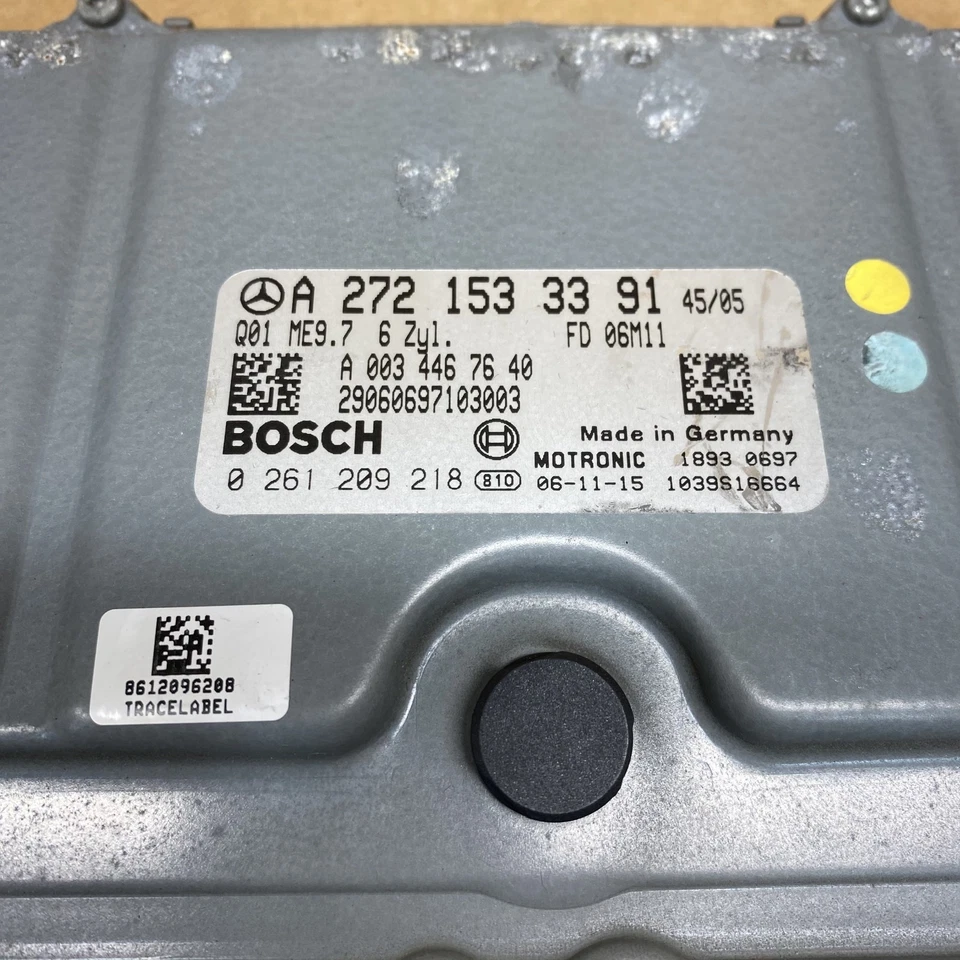 A 272 153 33 91 45/05
Q01 ME9.7 6 Zyl. FD 06M11
A 003 446 76 40
29060697103003
BOSCH Made in Germany
MOTRONIC 1893 0697
0 261 209 218 810 06-11-15 1039S16664
8612096208
TRACELABEL